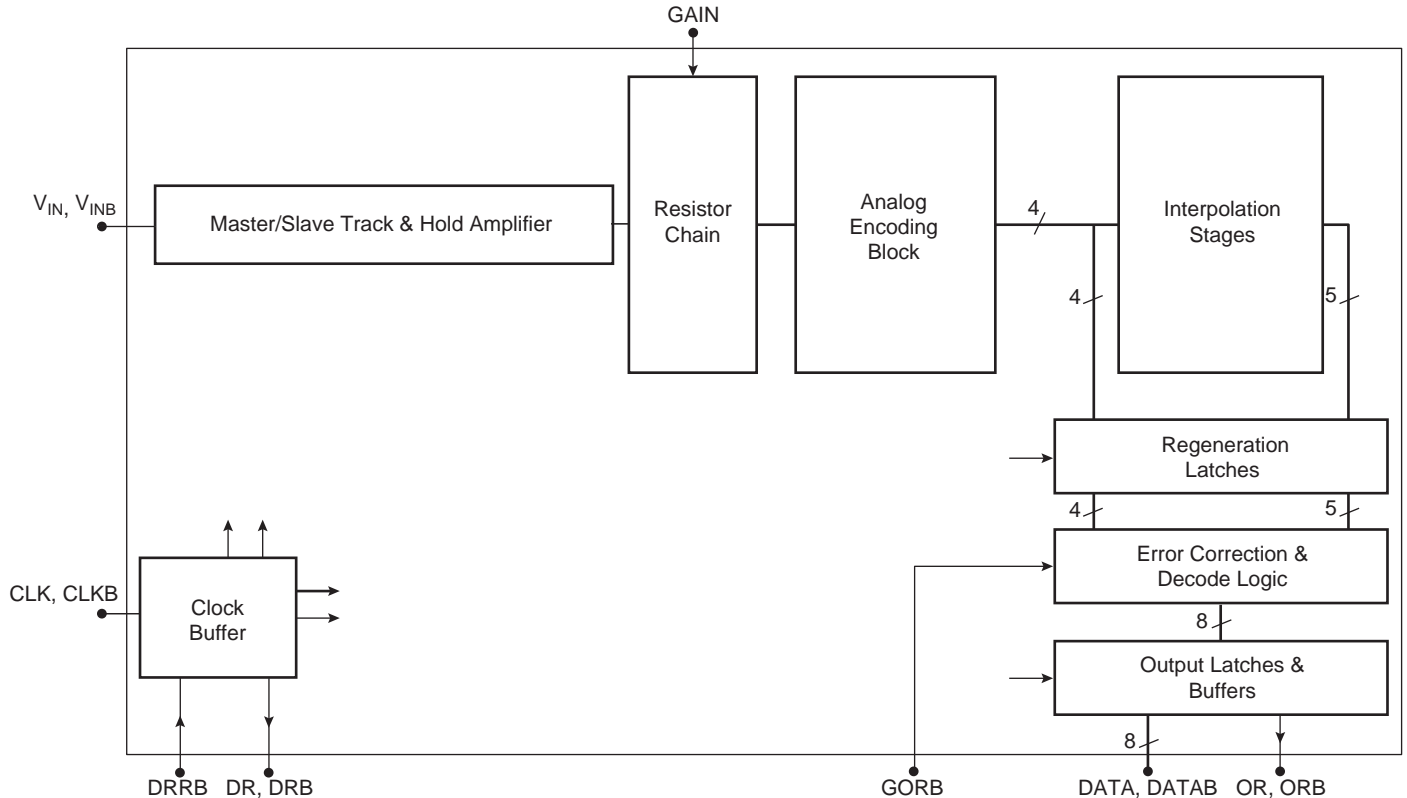 GAIN
V_IN, V_INB
Master/Slave Track & Hold Amplifier
Resistor
Chain
Analog
Encoding
Block
4
Interpolation
Stages
4
5
Regeneration
Latches
4
5
CLK, CLKB
Clock
Buffer
Error Correction &
Decode Logic
8
Output Latches &
Buffers
8
DRRB
DR, DRB
GORB
DATA, DATAB
OR, ORB